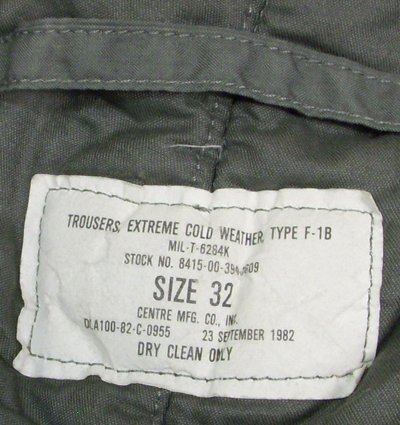 TROUSERS, EXTREME COLD WEATHER, TYPE F-1B
MIL-T-6284K
STOCK NO. 8415-00-394-3609
SIZE 32
CENTRE MFG. CO., INC.
DLA100-82-C-0955 23 SEPTEMBER 1982
DRY CLEAN ONLY